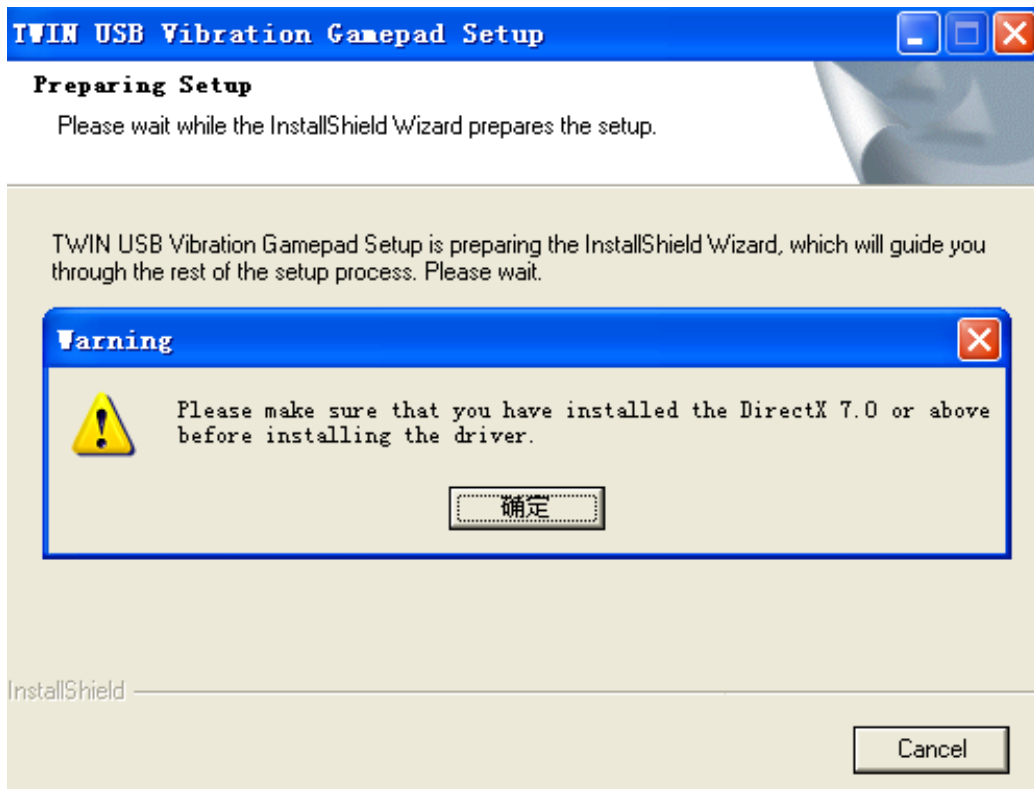 TWIN USB Vibration Gamepad Setup
Preparing Setup
Please wait while the InstallShield Wizard prepares the setup.
TWIN USB Vibration Gamepad Setup is preparing the InstallShield Wizard, which will guide you
through the rest of the setup process. Please wait.
Warning
Please make sure that you have installed the DirectX 7.0 or above
before installing the driver.
确定
InstallShield
Cancel